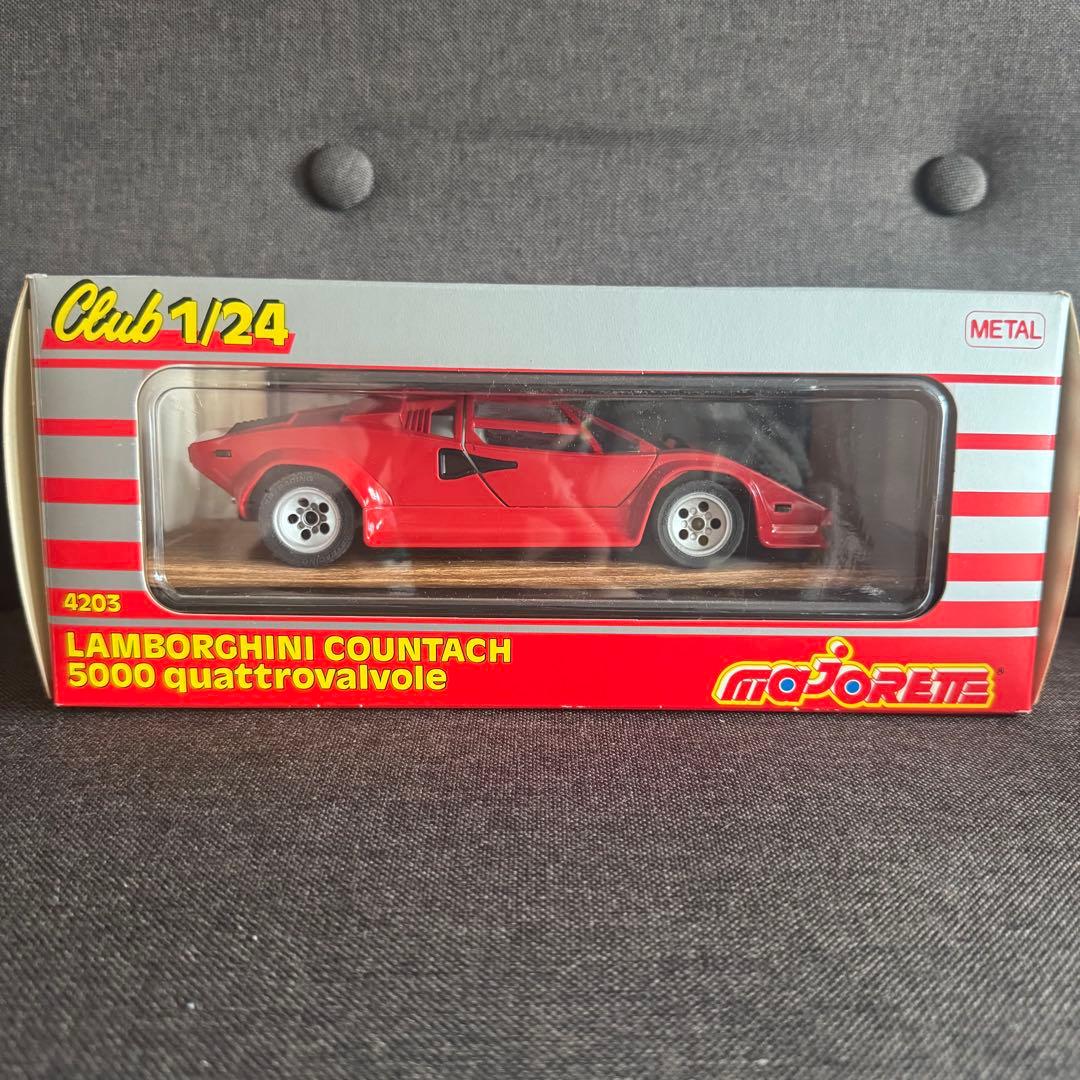 Club 1/24
METAL
4203
LAMBORGHINI COUNTACH
5000 quattrovalvole
maJORETTE